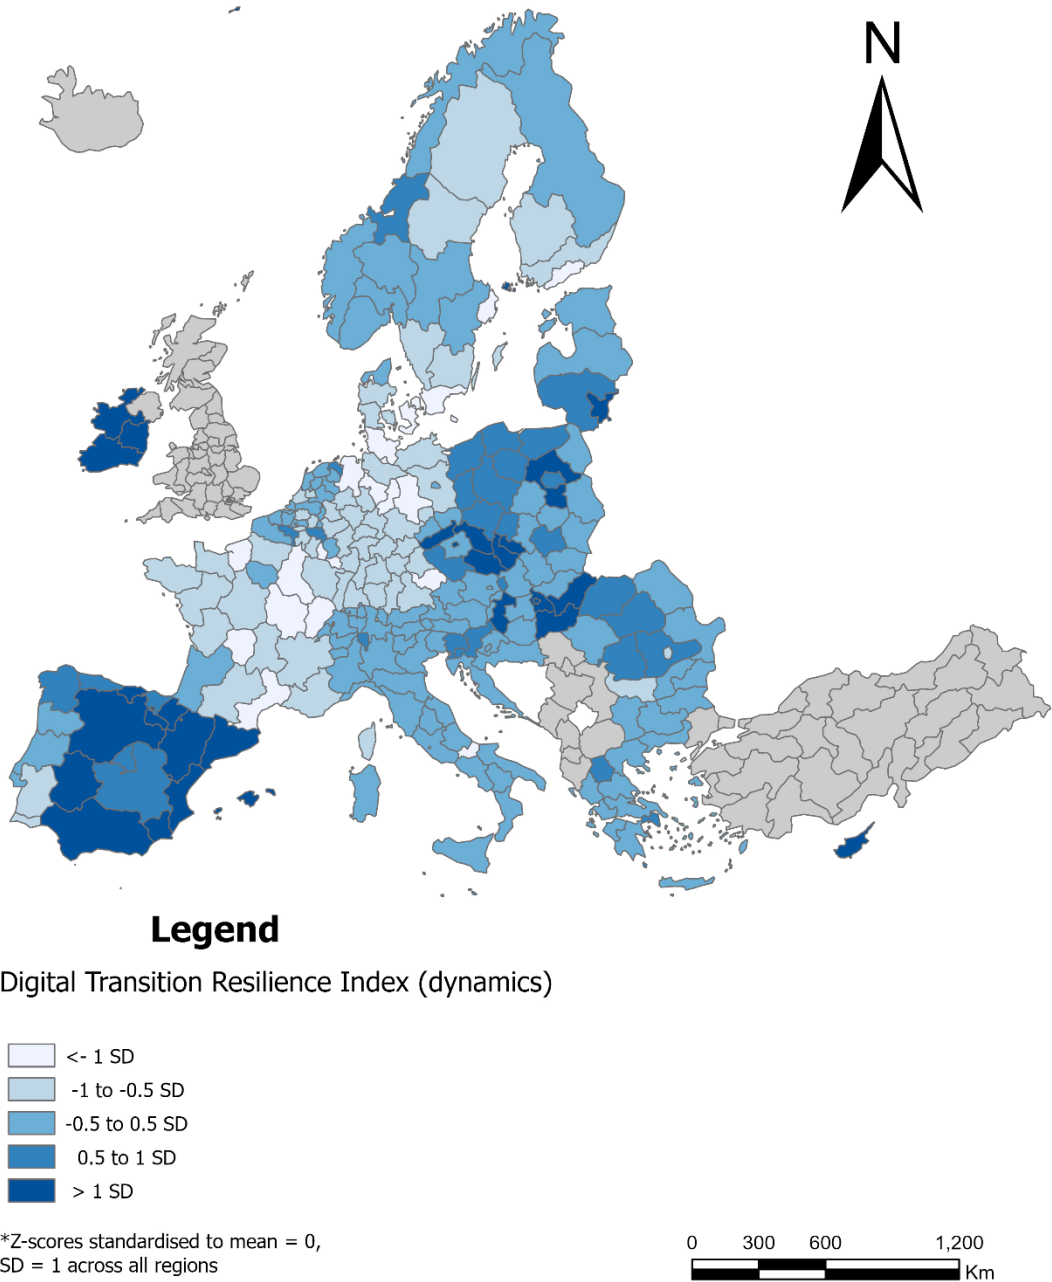 N
Legend
Digital Transition Resilience Index (dynamics)
<- 1 SD
-1 to -0.5 SD
-0.5 to 0.5 SD
0.5 to 1 SD
> 1 SD
*Z-scores standardised to mean = 0,
SD = 1 across all regions
0 300 600 1,200
Km